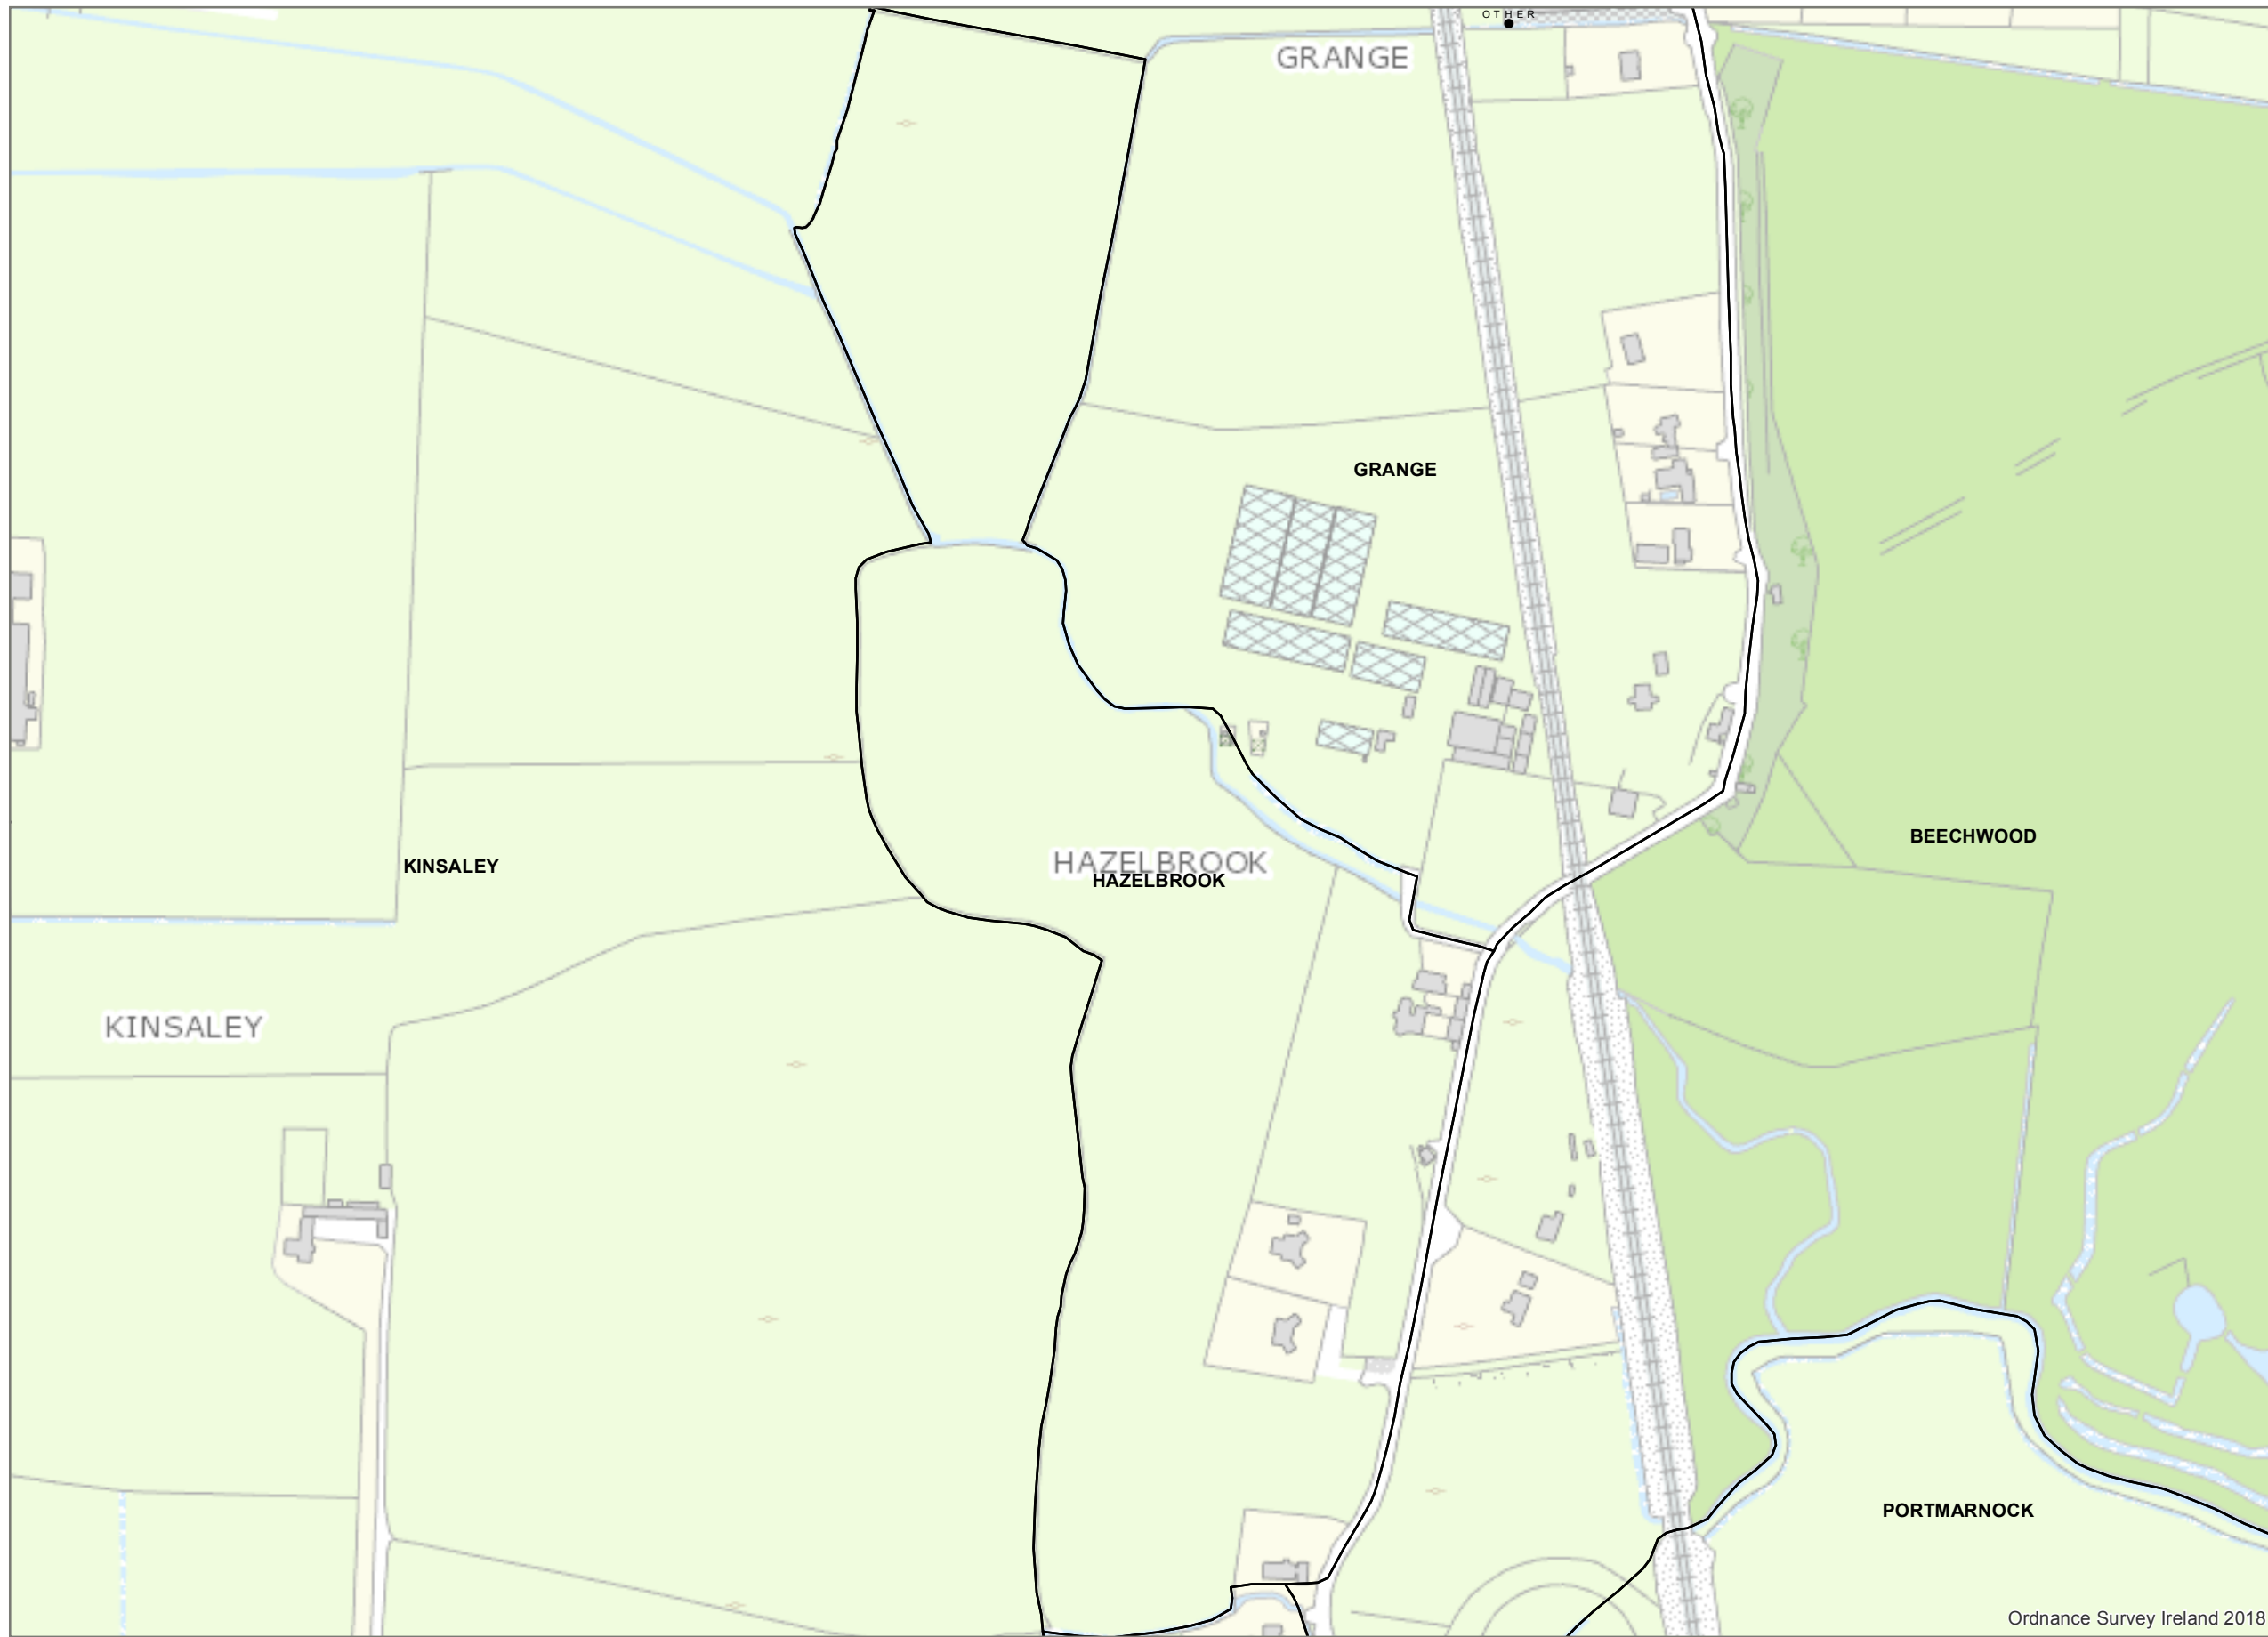 OTHER
GRANGE
GRANGE
BEECHWOOD
HAZELBROOK
KINSALEY
HAZELBROOK
KINSALEY
PORTMARNOCK
Ordnance Survey Ireland 2018